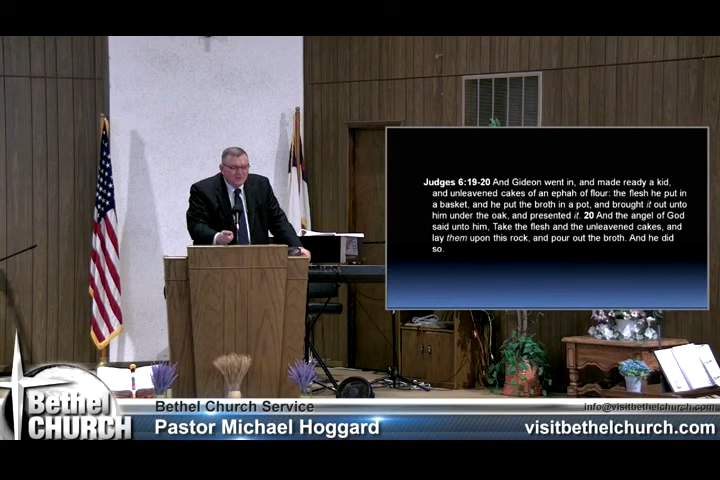 Judges 6:19-20 And Gideon went in, and made ready a kid,
and unleavened cakes of an ephah of flour: the flesh he put in
a basket, and he put the broth in a pot, and brought it out unto
him under the oak, and presented it. 20 And the angel of God
said unto him, Take the flesh and the unleavened cakes, and
lay them upon this rock, and pour out the broth. And he did
so.
Bethel
CHURCH
Bethel Church Service
info@visitbethelchurch.com
Pastor Michael Hoggard
visitbethelchurch.com